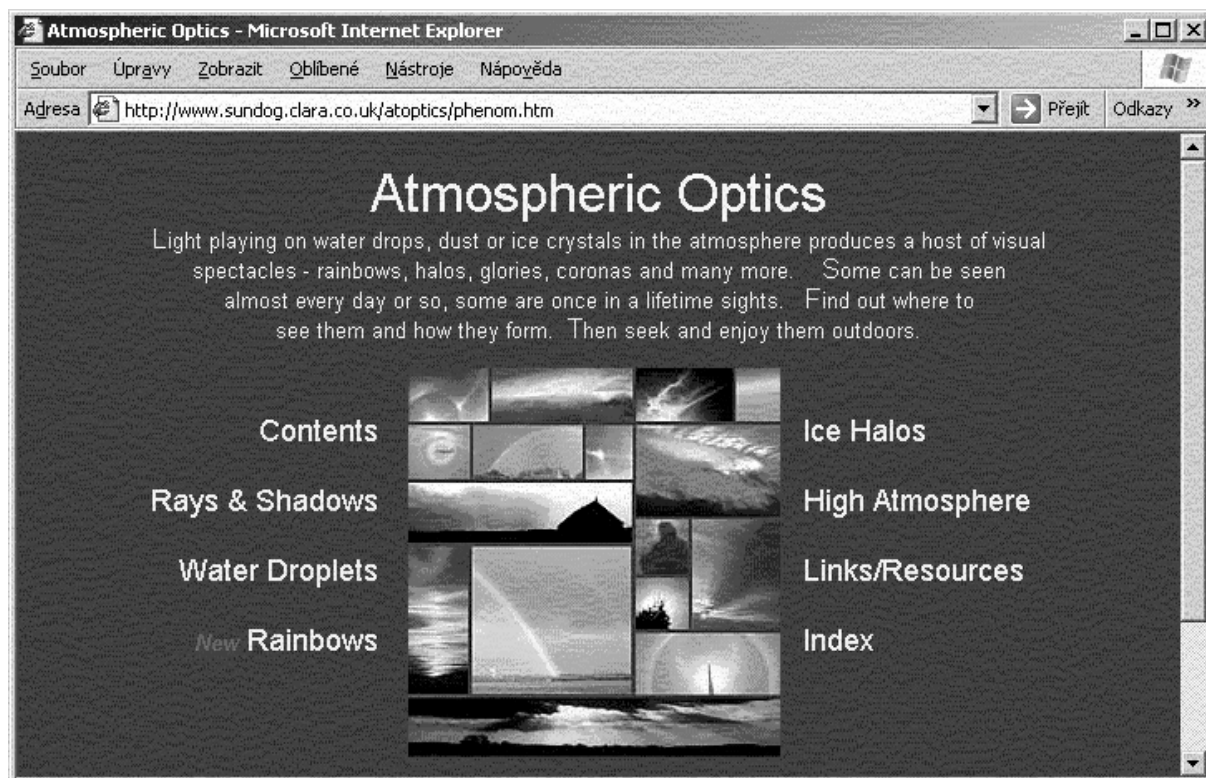 Atmospheric Optics - Microsoft Internet Explorer
Soubor Úpravy Zobrazit Oblíbené Nástroje Nápověda
Adresa http://www.sundog.clara.co.uk/atoptics/phenom.htm Přejít Odkazy »
Atmospheric Optics
Light playing on water drops, dust or ice crystals in the atmosphere produces a host of visual
spectacles - rainbows, halos, glories, coronas and many more. Some can be seen
almost every day or so, some are once in a lifetime sights. Find out where to
see them and how they form. Then seek and enjoy them outdoors.
Contents Ice Halos
Rays & Shadows High Atmosphere
Water Droplets Links/Resources
New Rainbows Index